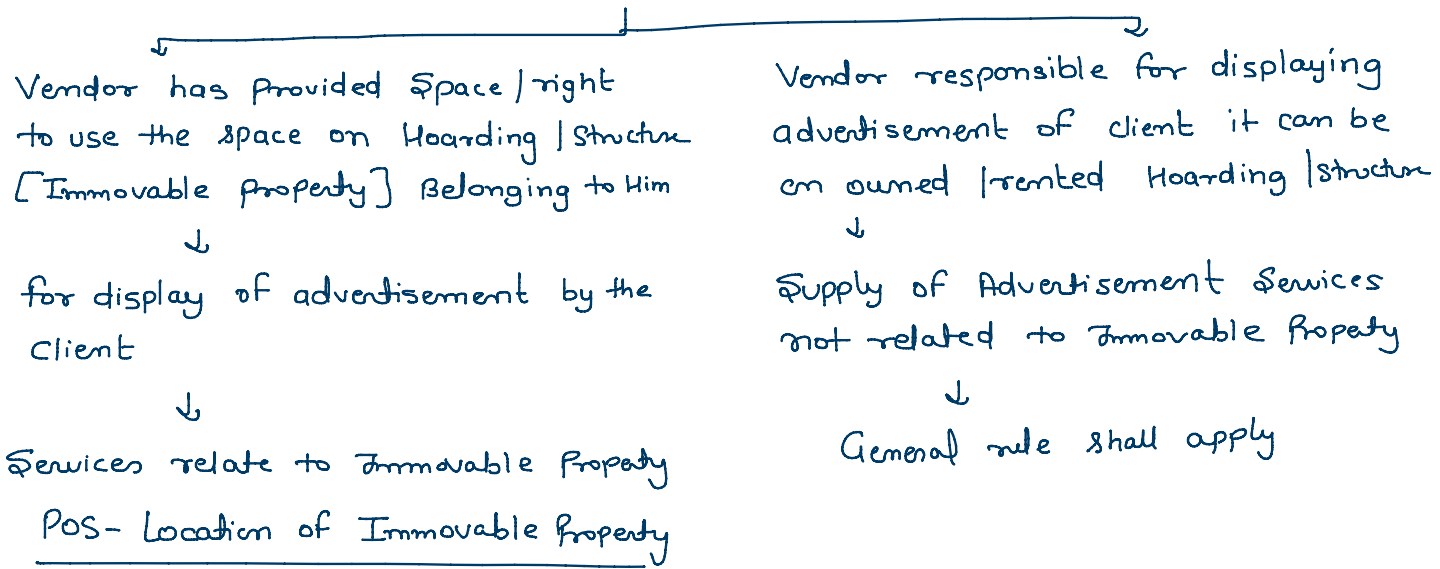 Vendor has Provided Space / right
to use the space on Hoarding / Structure
[Immovable Property] Belonging to Him
for display of advertisement by the
Client
Services relate to Immovable Property
POS - Location of Immovable Property
Vendor responsible for displaying
advertisement of client it can be
on owned / rented Hoarding / Structure
Supply of Advertisement Services
not related to Immovable Property
General rule shall apply